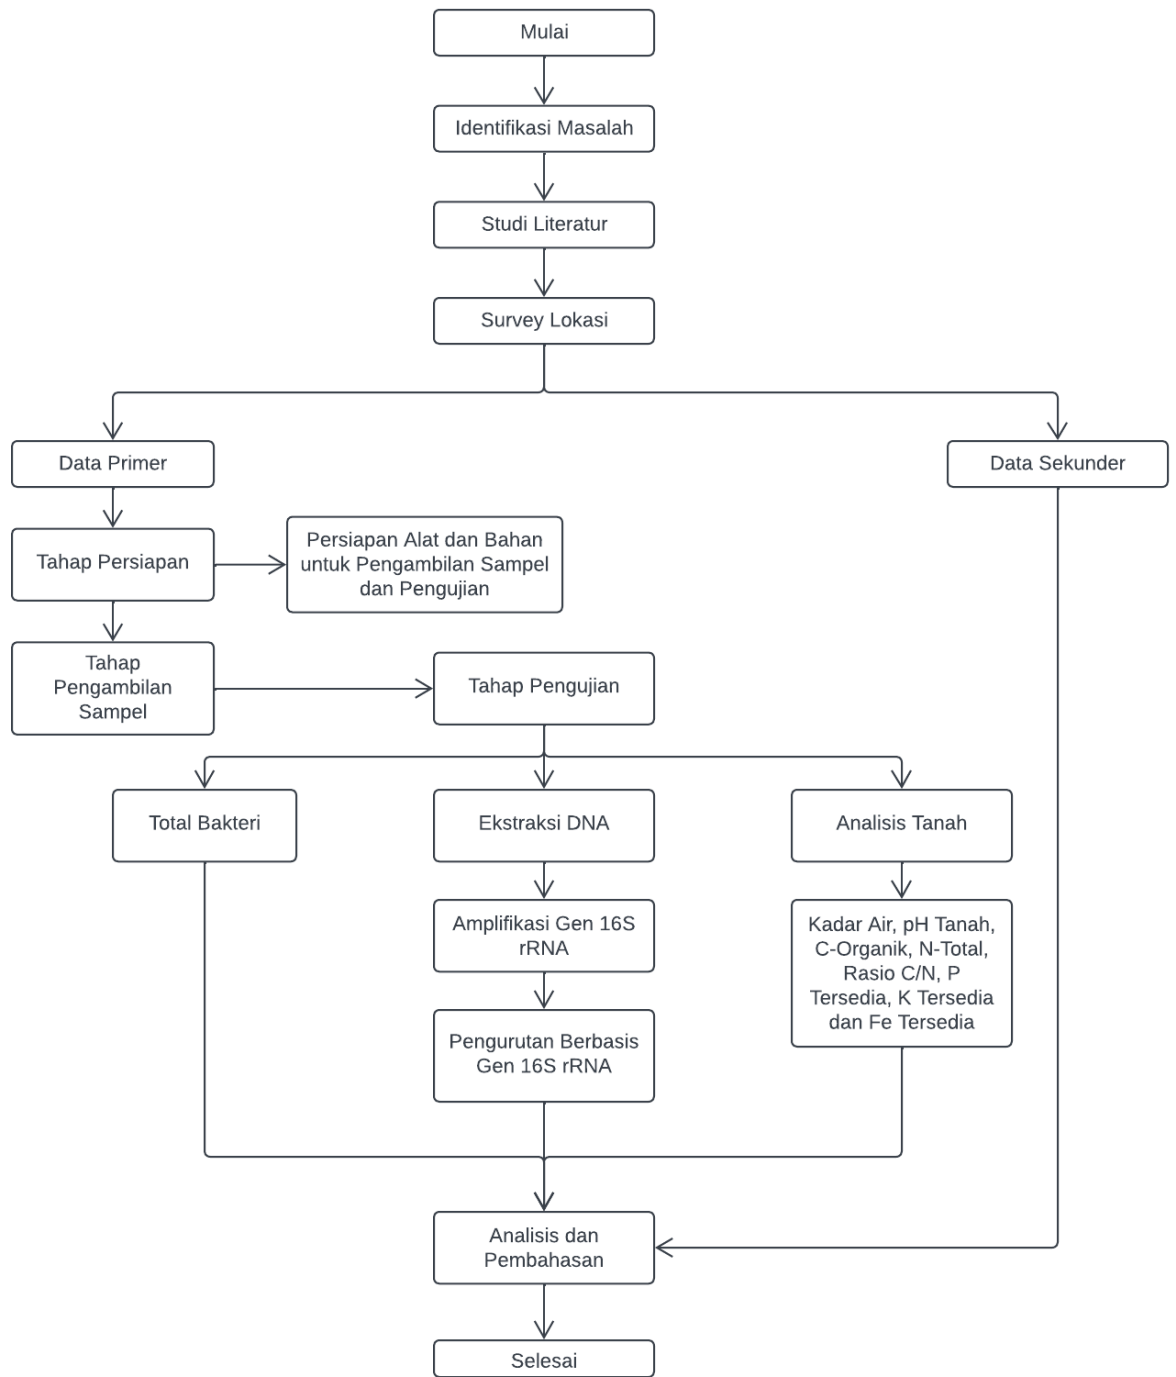 Mulai
Identifikasi Masalah
Studi Literatur
Survey Lokasi
Data Primer
Data Sekunder
Tahap Persiapan
Persiapan Alat dan Bahan
untuk Pengambilan Sampel
dan Pengujian
Tahap
Pengambilan
Sampel
Tahap Pengujian
Total Bakteri
Ekstraksi DNA
Analisis Tanah
Amplifikasi Gen 16S
rRNA
Kadar Air, pH Tanah,
C-Organik, N-Total,
Rasio C/N, P
Tersedia, K Tersedia
dan Fe Tersedia
Pengurutan Berbasis
Gen 16S rRNA
Analisis dan
Pembahasan
Selesai